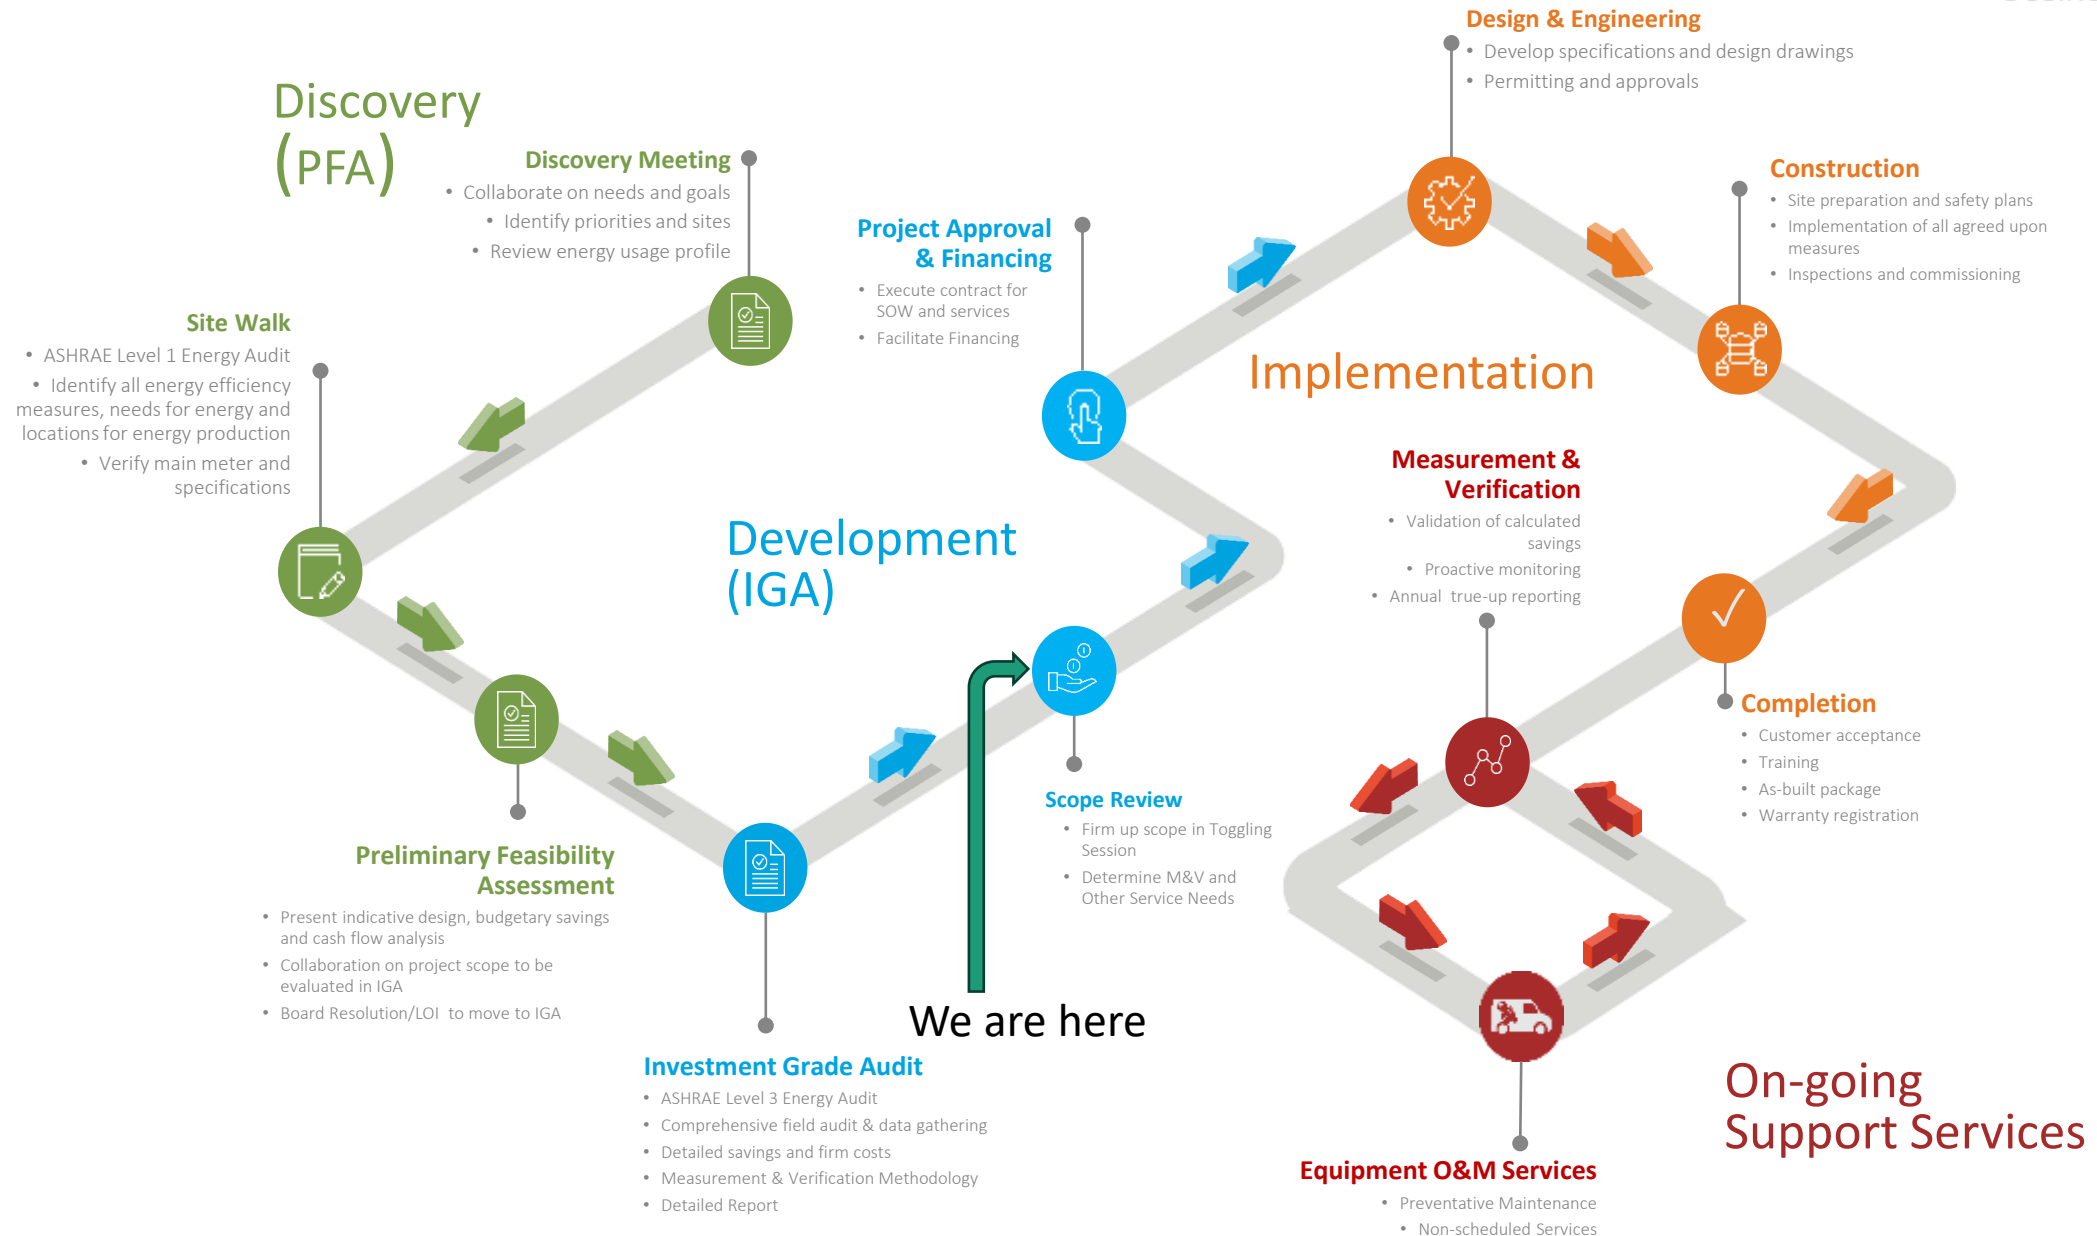 Discovery
(PFA)
Discovery Meeting
• Collaborate on needs and goals
• Identify priorities and sites
• Review energy usage profile
Site Walk
• ASHRAE Level 1 Energy Audit
• Identify all energy efficiency
measures, needs for energy and
locations for energy production
• Verify main meter and
specifications
Preliminary Feasibility
Assessment
• Present indicative design, budgetary savings
and cash flow analysis
• Collaboration on project scope to be
evaluated in IGA
• Board Resolution/LOI to move to IGA
Development
(IGA)
Investment Grade Audit
• ASHRAE Level 3 Energy Audit
• Comprehensive field audit & data gathering
• Detailed savings and firm costs
• Measurement & Verification Methodology
• Detailed Report
We are here
Scope Review
• Firm up scope in Toggling
Session
• Determine M&V and
Other Service Needs
Project Approval
& Financing
• Execute contract for
SOW and services
• Facilitate Financing
Implementation
Design & Engineering
• Develop specifications and design drawings
• Permitting and approvals
Construction
• Site preparation and safety plans
• Implementation of all agreed upon
measures
• Inspections and commissioning
Completion
• Customer acceptance
• Training
• As-built package
• Warranty registration
Measurement &
Verification
• Validation of calculated
savings
• Proactive monitoring
• Annual true-up reporting
On-going
Support Services
Equipment O&M Services
• Preventative Maintenance
• Non-scheduled Services